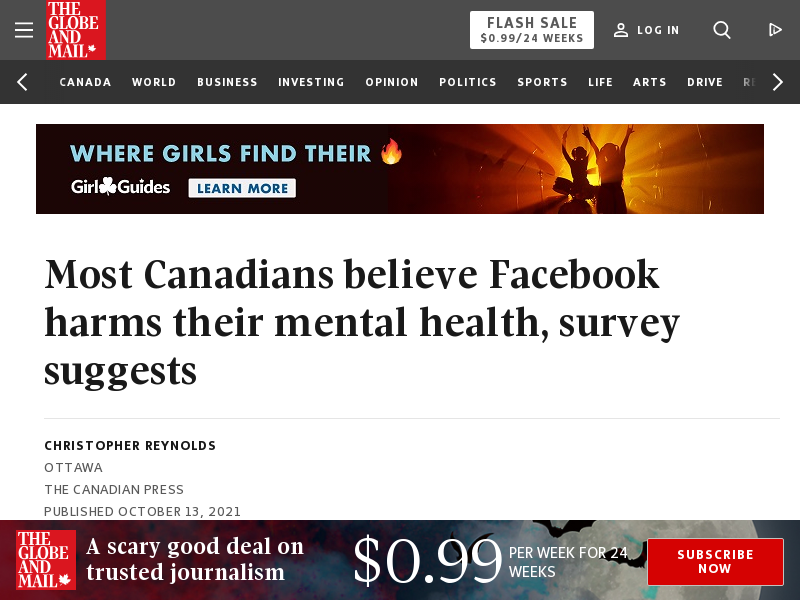 THE
GLOBE
AND
MAIL
FLASH SALE
$0.99/24 WEEKS
LOG IN
CANADA WORLD BUSINESS INVESTING OPINION POLITICS SPORTS LIFE ARTS DRIVE
WHERE GIRLS FIND THEIR 🔥
Girl Guides LEARN MORE
Most Canadians believe Facebook
harms their mental health, survey
suggests
CHRISTOPHER REYNOLDS
OTTAWA
THE CANADIAN PRESS
PUBLISHED OCTOBER 13, 2021
THE
GLOBE
AND
MAIL
A scary good deal on
trusted journalism
$0.99
PER WEEK FOR 24
WEEKS
SUBSCRIBE
NOW